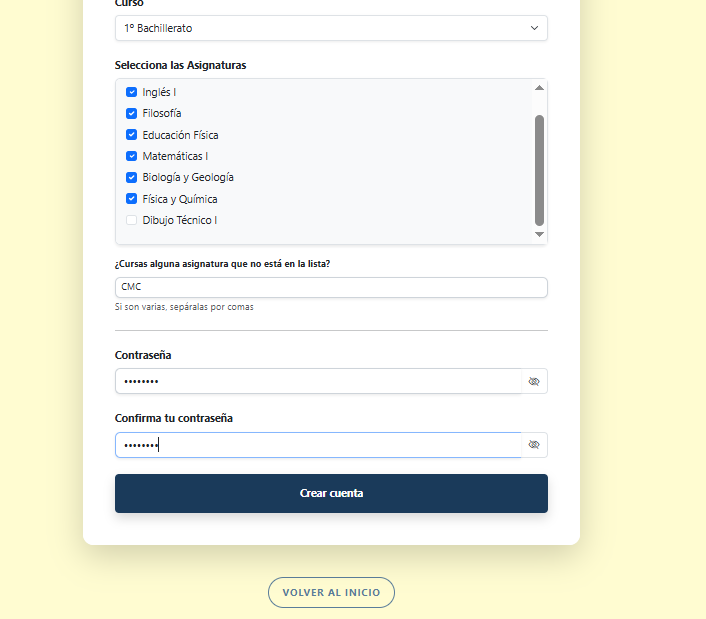 Curso
1º Bachillerato
Selecciona las Asignaturas
Inglés I
Filosofía
Educación Física
Matemáticas I
Biología y Geología
Física y Química
Dibujo Técnico I
¿Cursas alguna asignatura que no está en la lista?
CMC
Si son varias, sepáralas por comas
Contraseña
••••••••
Confirma tu contraseña
••••••••
Crear cuenta
VOLVER AL INICIO